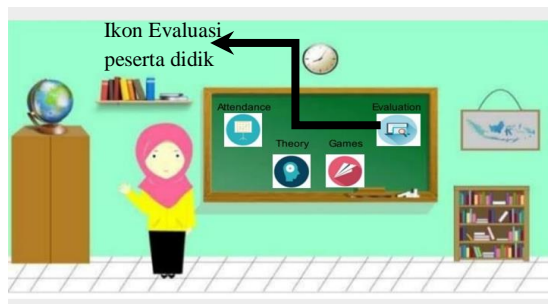 Ikon Evaluasi
peserta didik
Attendance
Evaluation
Theory
Games